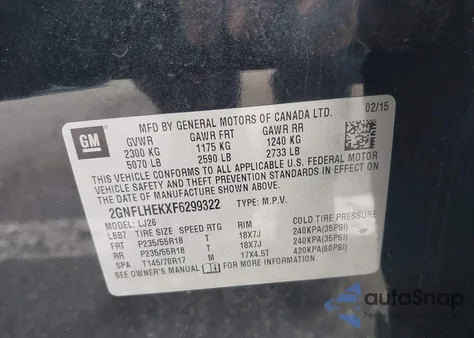 GM
MFD BY GENERAL MOTORS OF CANADA LTD. 02/15
GVWR GAWR FRT GAWR RR
2300 KG 1175 KG 1240 KG
5070 LB 2590 LB 2733 LB
THIS VEHICLE CONFORMS TO ALL APPLICABLE U.S. FEDERAL MOTOR
VEHICLE SAFETY AND THEFT PREVENTION STANDARDS IN EFFECT ON
THE DATE OF MANUFACTURE SHOWN ABOVE.
2GNFLHEKXF6299322 TYPE: M.P.V.
MODEL: LJ26
LBB7 TIRE SIZE SPEED RTG RIM COLD TIRE PRESSURE
FRT P235/55R18 T 18X7J 240KPA(35PSI)
RR P235/55R18 T 18X7J 240KPA(35PSI)
SPA T145/70R17 M 17X4.5T 420KPA(60PSI)
SEE OWNER'S MANUAL FOR ADDITIONAL INFORMATION
autoSnap